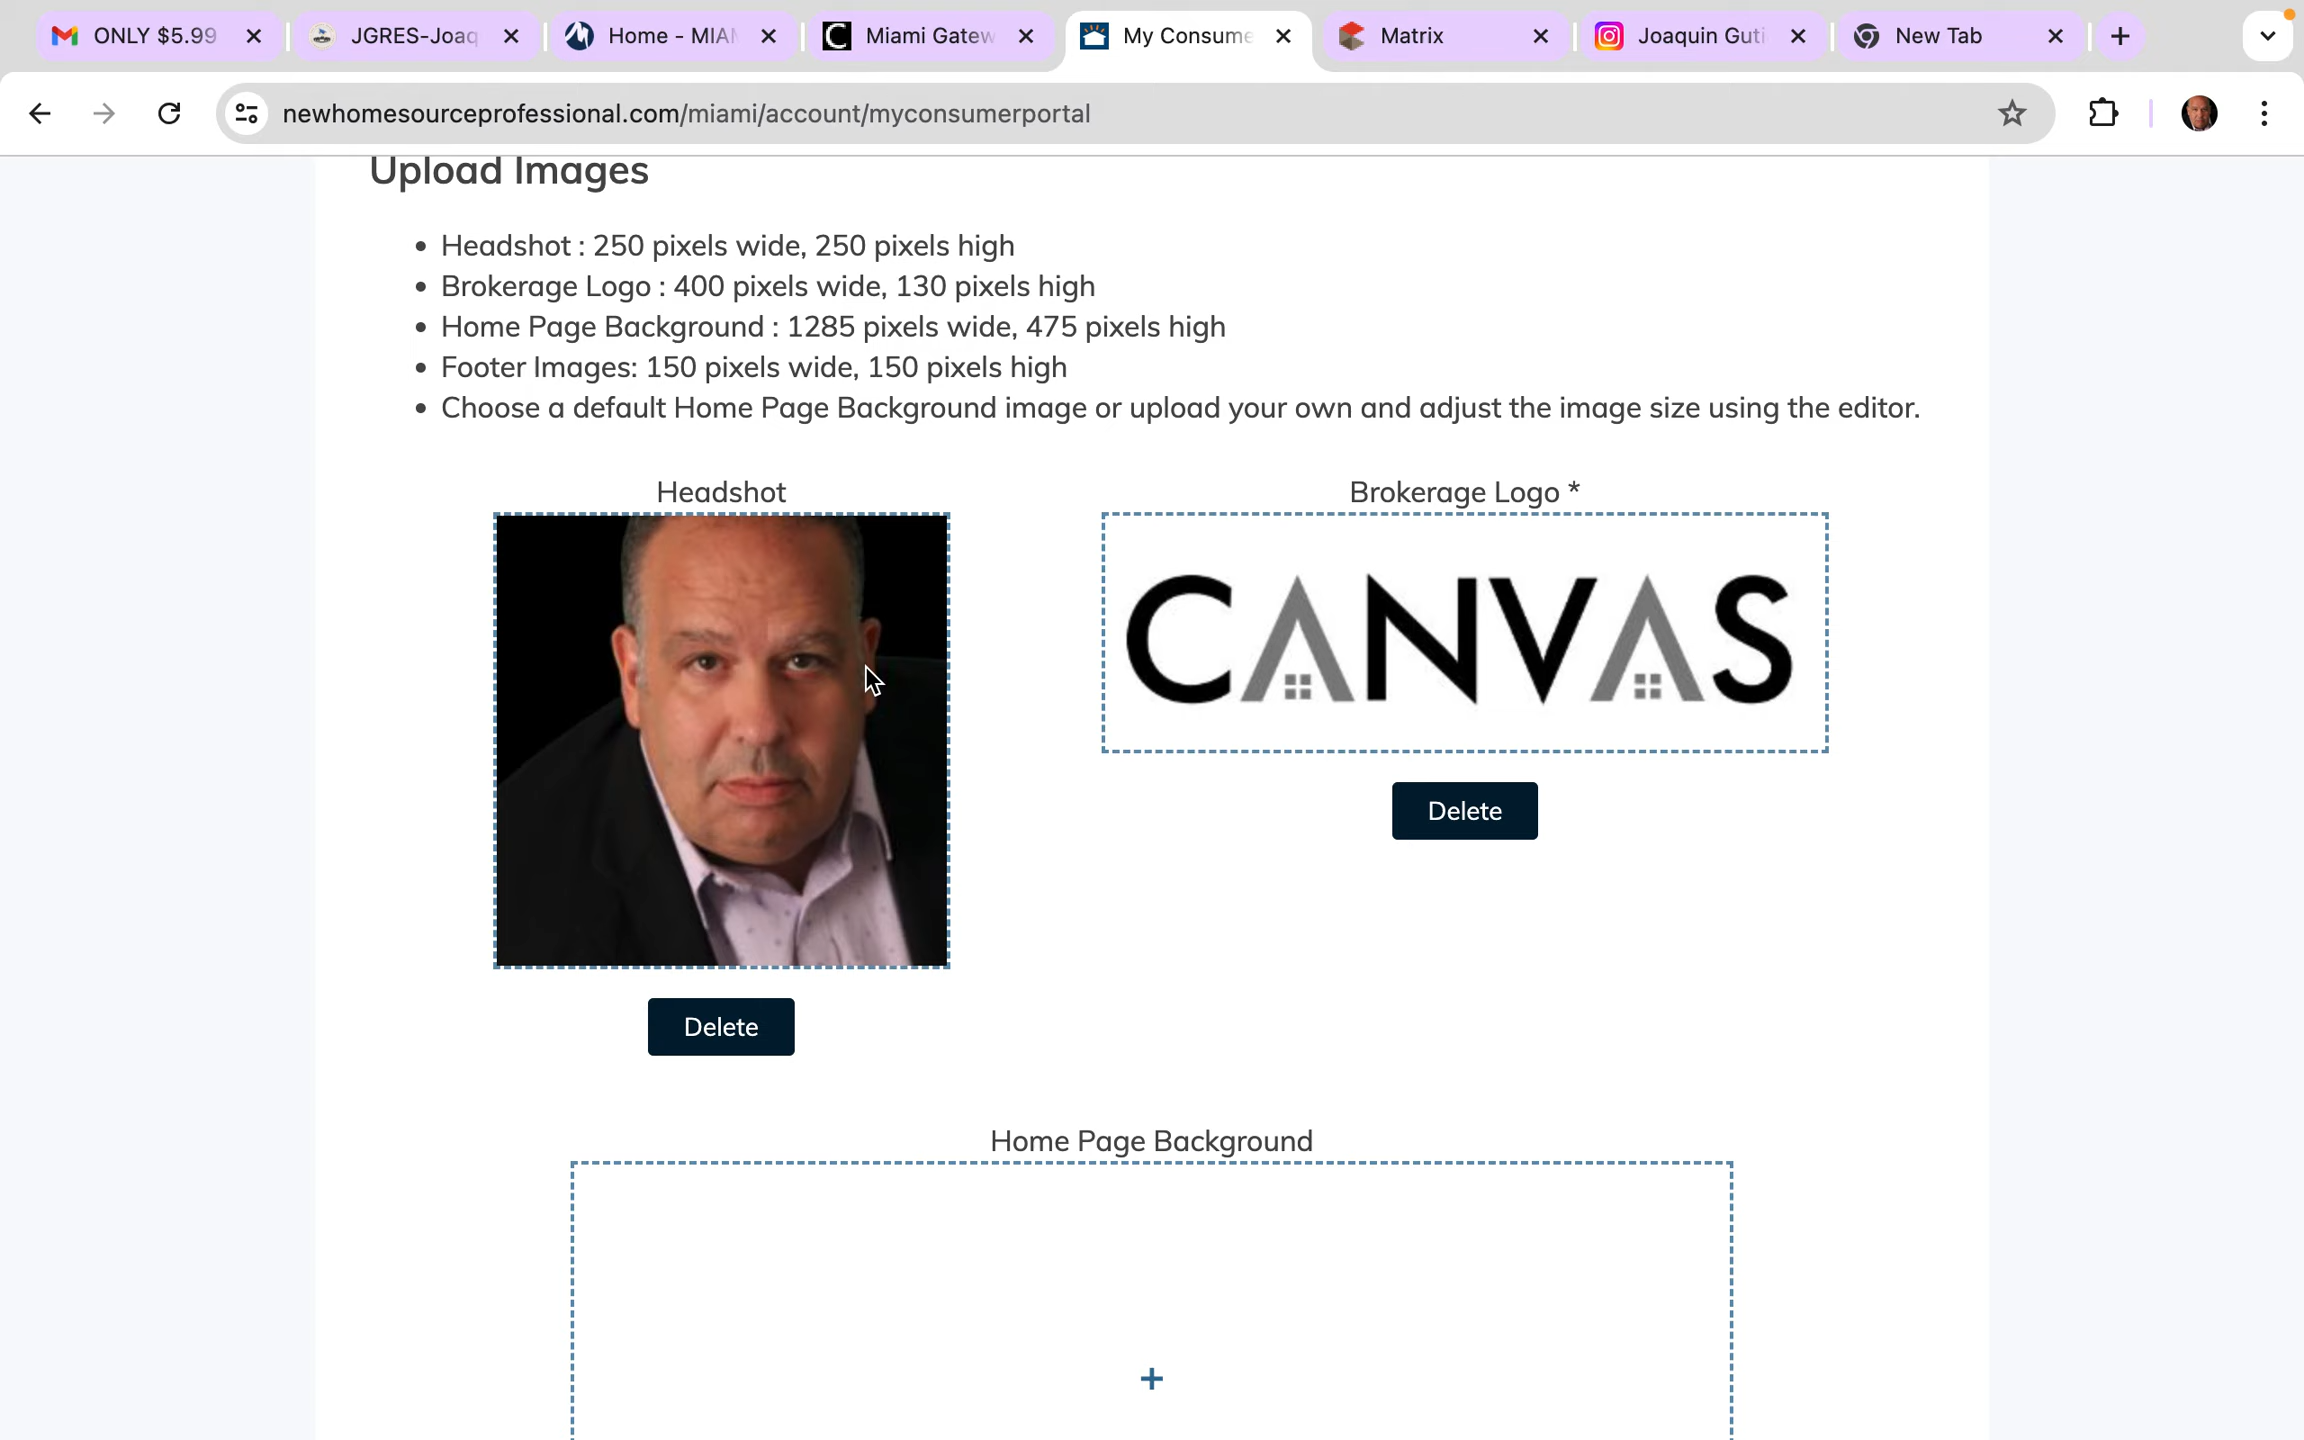 ONLY $5.99
JGRES-Joaq
Home - MIAM
Miami Gatew
My Consume
Matrix
Joaquin Guti
New Tab
newhomesourceprofessional.com/miami/account/myconsumerportal
Upload Images
Headshot : 250 pixels wide, 250 pixels high
Brokerage Logo : 400 pixels wide, 130 pixels high
Home Page Background : 1285 pixels wide, 475 pixels high
Footer Images: 150 pixels wide, 150 pixels high
Choose a default Home Page Background image or upload your own and adjust the image size using the editor.
Headshot
Brokerage Logo *
CANVAS
Delete
Delete
Home Page Background